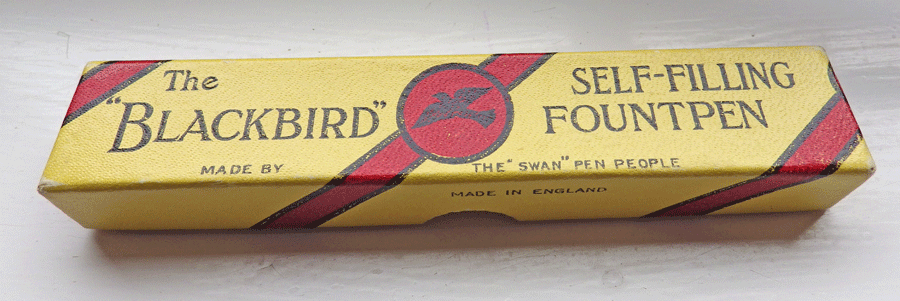 The
"BLACKBIRD"
SELF-FILLING
FOUNTPEN
MADE BY THE "SWAN" PEN PEOPLE
MADE IN ENGLAND